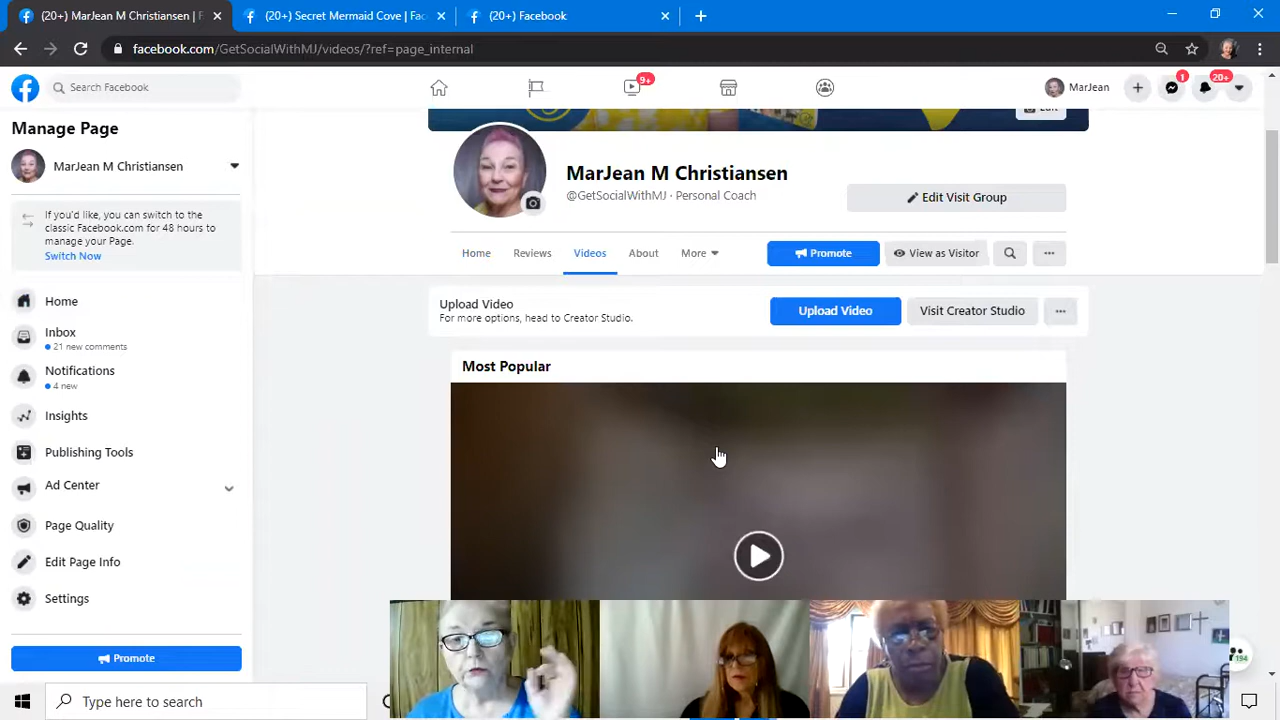 (20+) MarJean M Christiansen | F
(20+) Secret Mermaid Cove | Fac
(20+) Facebook
facebook.com/GetSocialWithMJ/videos/?ref=page_internal
Search Facebook
9+
MarJean
1
20+
Manage Page
MarJean M Christiansen
If you'd like, you can switch to the
classic Facebook.com for 48 hours to
manage your Page.
Switch Now
Home
Inbox
21 new comments
Notifications
4 new
Insights
Publishing Tools
Ad Center
Page Quality
Edit Page Info
Settings
Promote
Edit
MarJean M Christiansen
@GetSocialWithMJ · Personal Coach
Edit Visit Group
Home
Reviews
Videos
About
More
Promote
View as Visitor
Upload Video
For more options, head to Creator Studio.
Upload Video
Visit Creator Studio
Most Popular
194
Type here to search